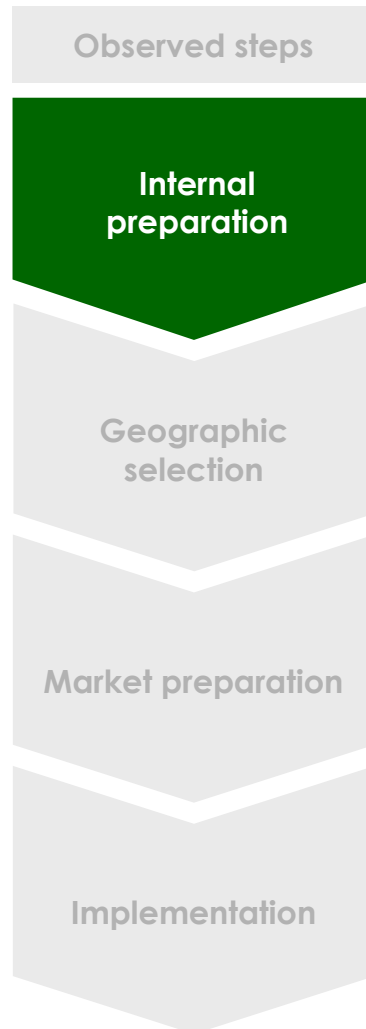 Observed steps
Internal
preparation
Geographic
selection
Market preparation
Implementation